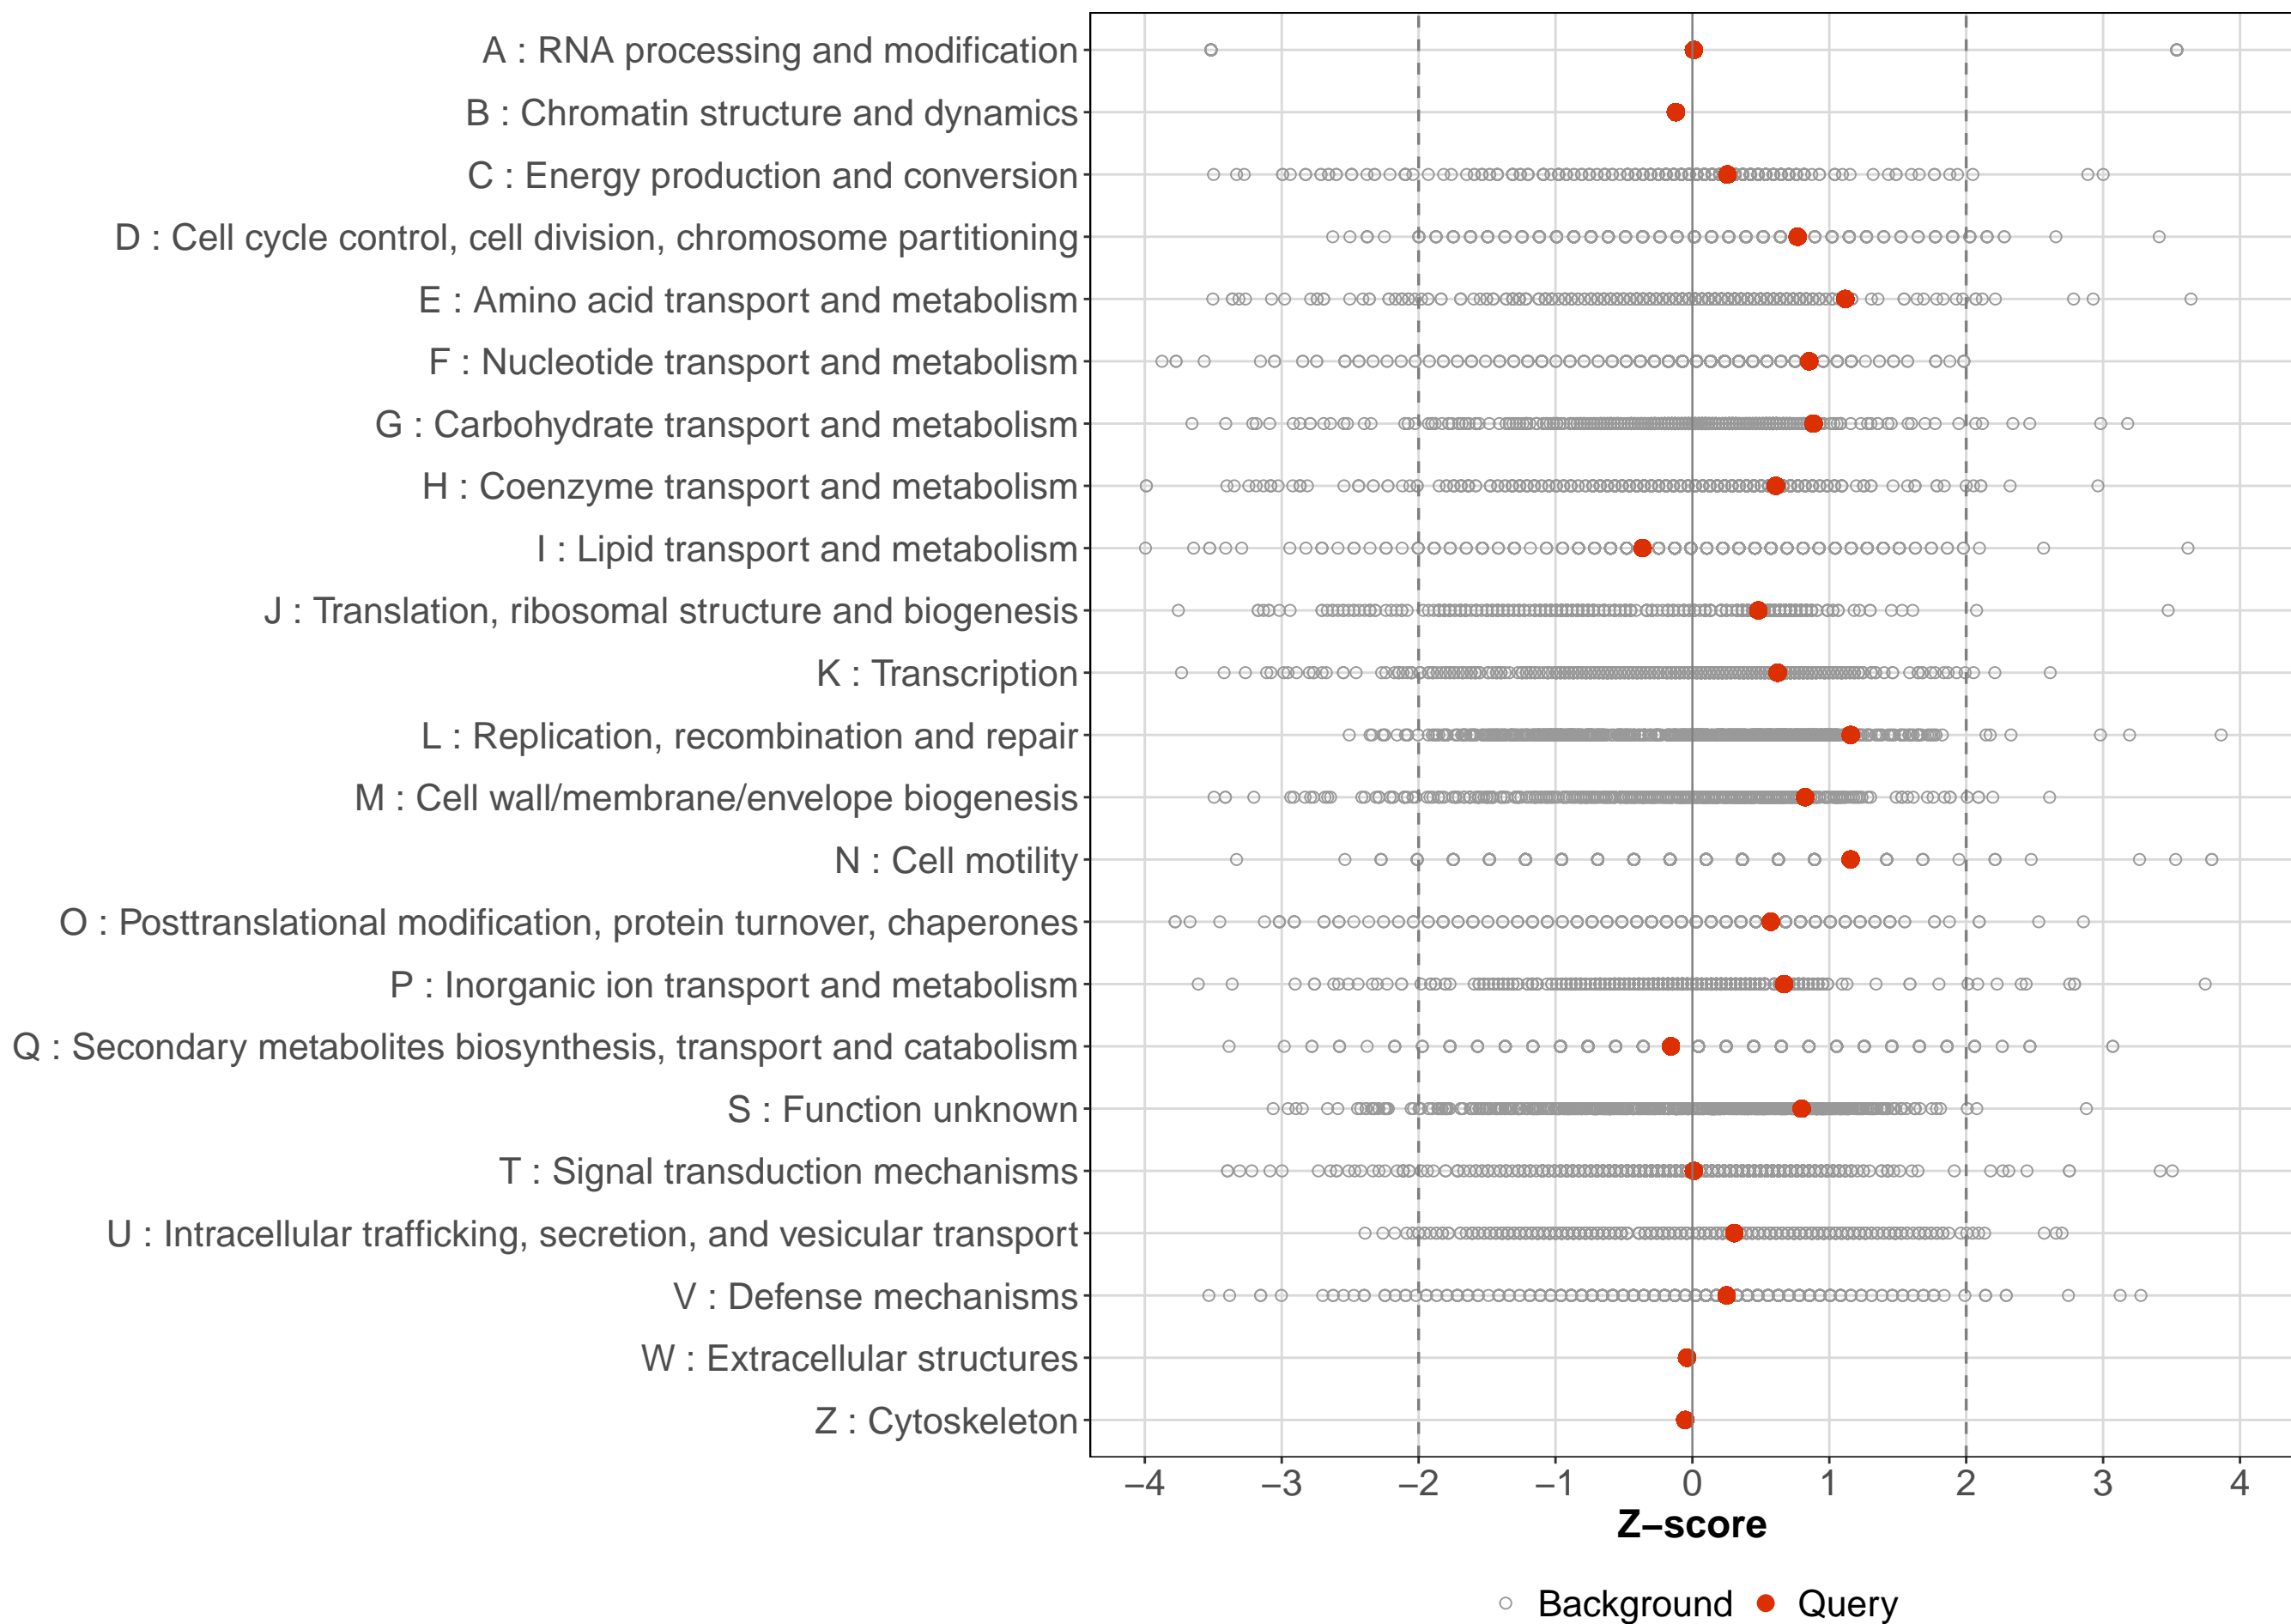 A : RNA processing and modification
B : Chromatin structure and dynamics
C : Energy production and conversion
D : Cell cycle control, cell division, chromosome partitioning
E : Amino acid transport and metabolism
F : Nucleotide transport and metabolism
G : Carbohydrate transport and metabolism
H : Coenzyme transport and metabolism
I : Lipid transport and metabolism
J : Translation, ribosomal structure and biogenesis
K : Transcription
L : Replication, recombination and repair
M : Cell wall/membrane/envelope biogenesis
N : Cell motility
O : Posttranslational modification, protein turnover, chaperones
P : Inorganic ion transport and metabolism
Q : Secondary metabolites biosynthesis, transport and catabolism
S : Function unknown
T : Signal transduction mechanisms
U : Intracellular trafficking, secretion, and vesicular transport
V : Defense mechanisms
W : Extracellular structures
Z : Cytoskeleton
−4 −3 −2 −1 0 1 2 3 4
Z−score
Background Query